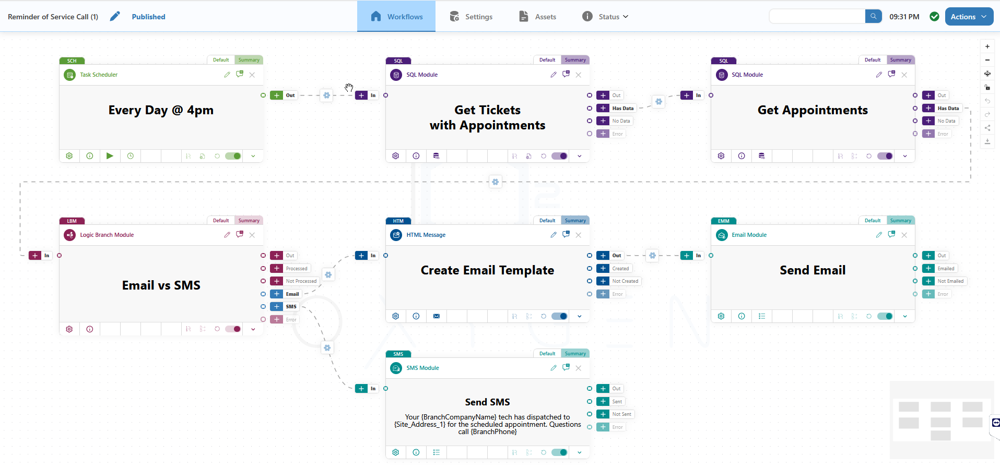 Reminder of Service Call (1)
Published
Workflows
Settings
Assets
Status
09:31 PM
Actions
SCH
Default
Summary
Task Scheduler
Every Day @ 4pm
Out
SQL
Default
Summary
SQL Module
In
Get Tickets
with Appointments
Out
Has Data
No Data
Error
SQL
Default
Summary
SQL Module
In
Get Appointments
Out
Has Data
No Data
Error
LBM
Default
Summary
Logic Branch Module
In
Email vs SMS
Out
Processed
Not Processed
Email
SMS
Error
HTM
Default
Summary
HTML Message
In
Create Email Template
Out
Created
Not Created
Error
EMM
Default
Summary
Email Module
In
Send Email
Out
Emailed
Not Emailed
Error
OXYGEN
SMS
Default
Summary
SMS Module
In
Send SMS
Your {BranchCompanyName} tech has dispatched to
{Site_Address_1} for the scheduled appointment. Questions
call {BranchPhone}
Out
Sent
Not Sent
Error